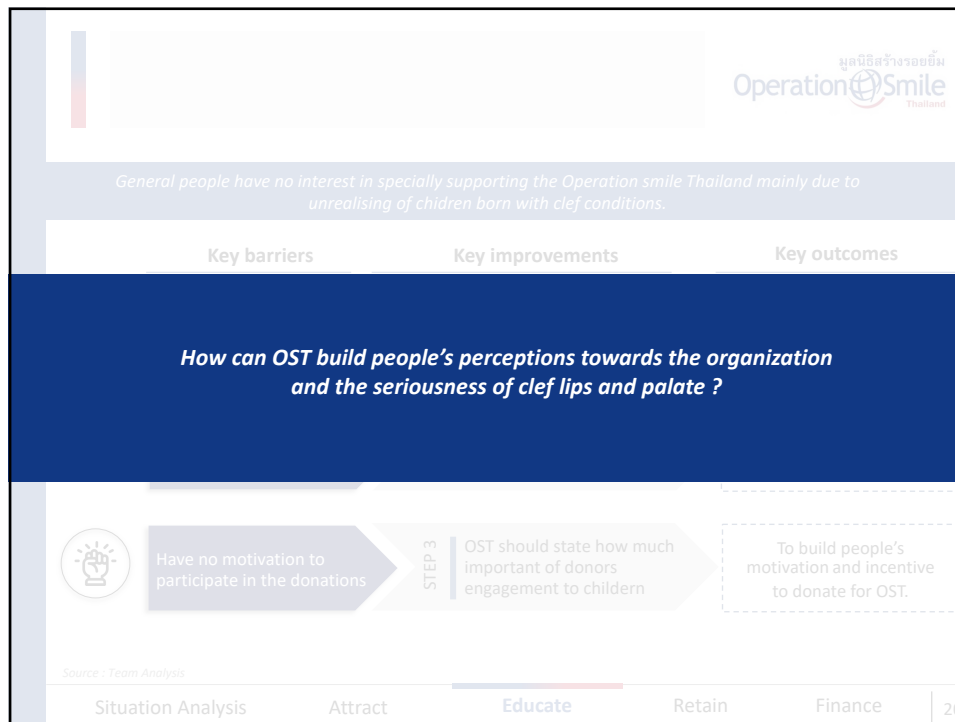 มูลนิธิสร้างรอยยิ้ม
Operation Smile
Thailand
General people have no interest in specially supporting the Operation smile Thailand mainly due to
unrealising of chidren born with clef conditions.
Key barriers
Key improvements
Key outcomes
How can OST build people's perceptions towards the organization
and the seriousness of clef lips and palate ?
Have no motivation to
participate in the donations
STEP 3
OST should state how much
important of donors
engagement to childern
To build people's
motivation and incentive
to donate for OST.
Source : Team Analysis
Situation Analysis
Attract
Educate
Retain
Finance